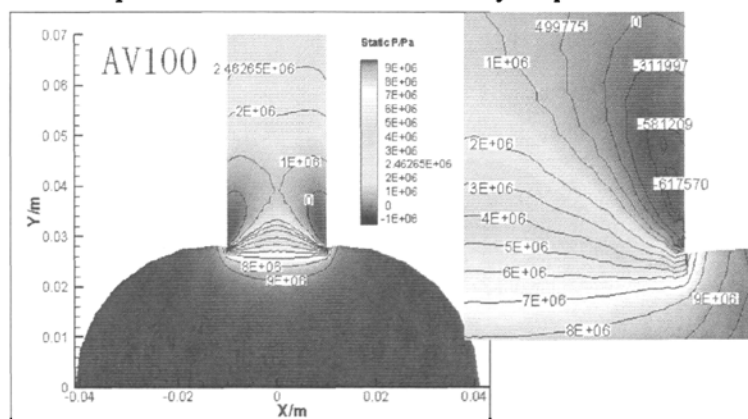 AV100
Y/m
0.07
0.06
0.05
0.04
0.03
0.02
0.01
0
-0.04
-0.02
0
0.02
0.04
X/m
2.46265E+06
2E+06
1E+06
0
8E+06
9E+06
Static P/Pa
9E+06
8E+06
7E+06
6E+06
5E+06
4E+06
3E+06
2.46265E+06
2E+06
1E+06
0
-1E+06
499775
0
1E+06
-311997
-581209
-617570
2E+06
3E+06
4E+06
5E+06
6E+06
7E+06
8E+06
9E+06